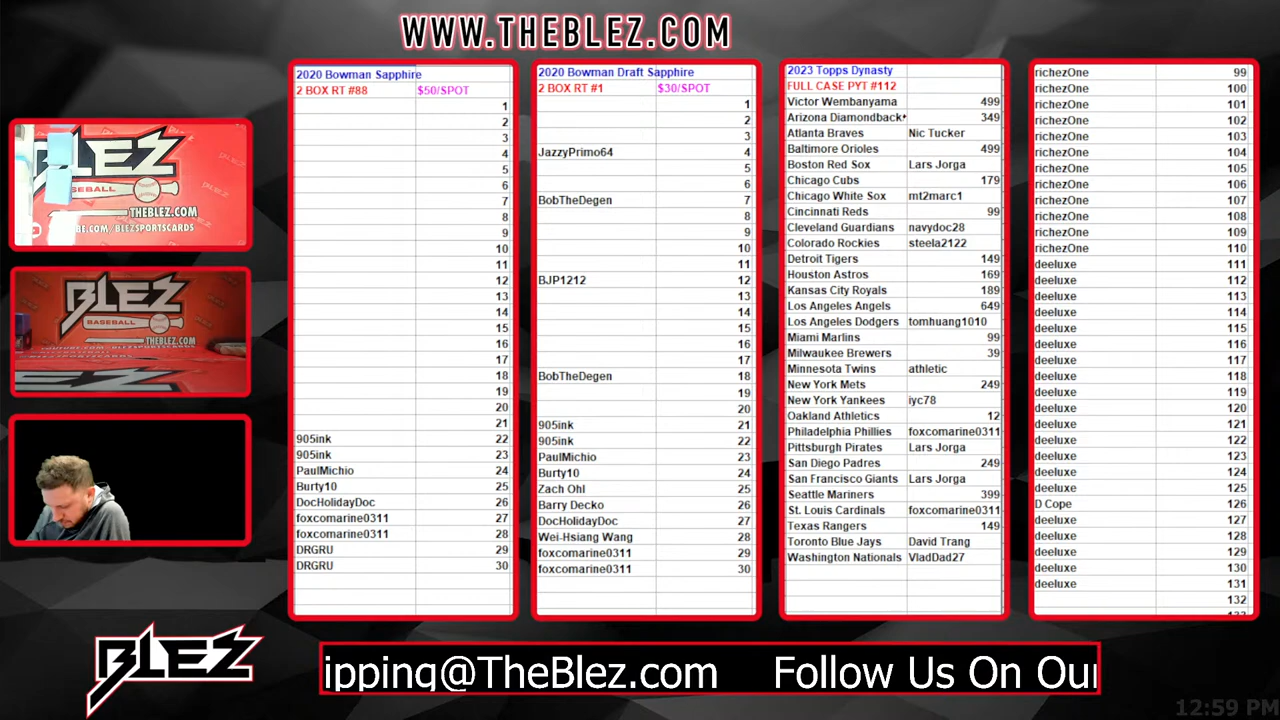 WWW.THEBLEZ.COM
BLEZ
BASEBALL
THEBLEZ.COM
BE.COM/BLEZSPORTSCARDS
BLEZ
BASEBALL
THEBLEZ.COM
2020 Bowman Sapphire
2 BOX RT #88 $50/SPOT
1
2
3
4
5
6
7
8
9
10
11
12
13
14
15
16
17
18
19
20
21
905ink 22
905ink 23
PaulMichio 24
Burty10 25
DocHolidayDoc 26
foxcomarine0311 27
foxcomarine0311 28
DRGRU 29
DRGRU 30
2020 Bowman Draft Sapphire
2 BOX RT #1 $30/SPOT
1
2
3
JazzyPrimo64 4
5
6
BobTheDegen 7
8
9
10
11
BJP1212 12
13
14
15
16
17
BobTheDegen 18
19
20
905ink 21
905ink 22
PaulMichio 23
Burty10 24
Zach Ohl 25
Barry Decko 26
DocHolidayDoc 27
Wei-Hsiang Wang 28
foxcomarine0311 29
foxcomarine0311 30
2023 Topps Dynasty
FULL CASE PYT #112
Victor Wembanyama 499
Arizona Diamondback 349
Atlanta Braves Nic Tucker
Baltimore Orioles 499
Boston Red Sox Lars Jorga
Chicago Cubs 179
Chicago White Sox mt2marc1
Cincinnati Reds 99
Cleveland Guardians navydoc28
Colorado Rockies steela2122
Detroit Tigers 149
Houston Astros 169
Kansas City Royals 189
Los Angeles Angels 649
Los Angeles Dodgers tomhuang1010
Miami Marlins 99
Milwaukee Brewers 39
Minnesota Twins athletic
New York Mets 249
New York Yankees iyc78
Oakland Athletics 12
Philadelphia Phillies foxcomarine0311
Pittsburgh Pirates Lars Jorga
San Diego Padres 249
San Francisco Giants Lars Jorga
Seattle Mariners 399
St. Louis Cardinals foxcomarine0311
Texas Rangers 149
Toronto Blue Jays David Trang
Washington Nationals VladDad27
richezOne 99
richezOne 100
richezOne 101
richezOne 102
richezOne 103
richezOne 104
richezOne 105
richezOne 106
richezOne 107
richezOne 108
richezOne 109
richezOne 110
deeluxe 111
deeluxe 112
deeluxe 113
deeluxe 114
deeluxe 115
deeluxe 116
deeluxe 117
deeluxe 118
deeluxe 119
deeluxe 120
deeluxe 121
deeluxe 122
deeluxe 123
deeluxe 124
deeluxe 125
D Cope 126
deeluxe 127
deeluxe 128
deeluxe 129
deeluxe 130
deeluxe 131
132
BLEZ
ipping@TheBlez.com Follow Us On Our
12:59 PM